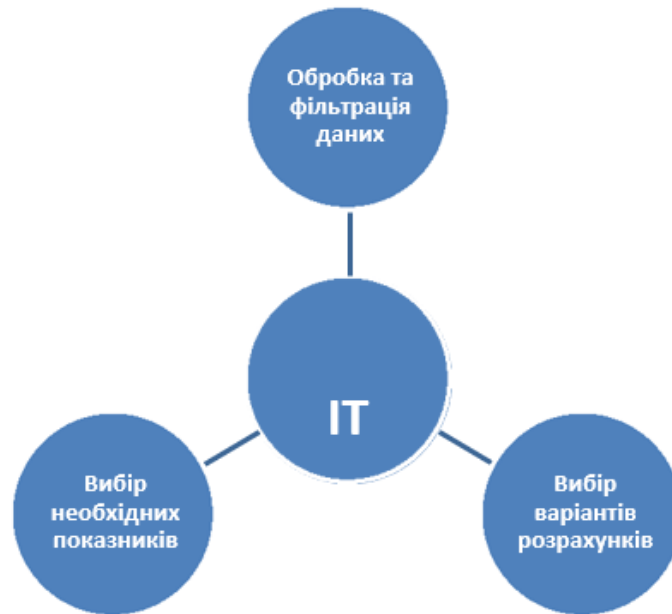 Обробка та
фільтрація
даних
ІТ
Вибір
необхідних
показників
Вибір
варіантів
розрахунків